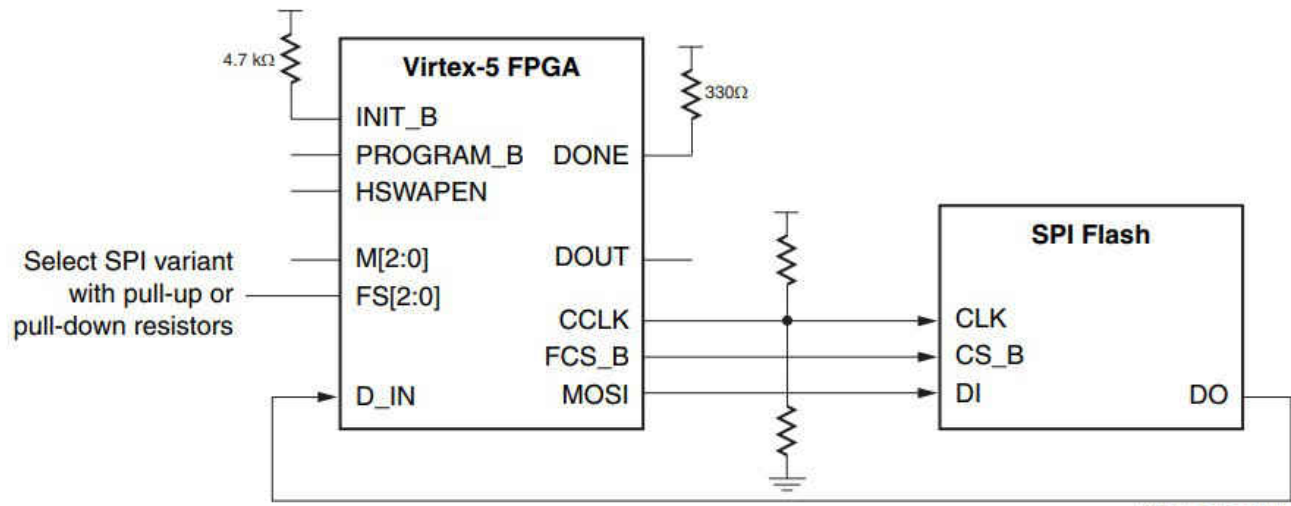 4.7 kΩ
Virtex-5 FPGA
330Ω
INIT_B
PROGRAM_B
DONE
HSWAPEN
SPI Flash
Select SPI variant
with pull-up or
pull-down resistors
M[2:0]
DOUT
FS[2:0]
CCLK
CLK
FCS_B
CS_B
D_IN
MOSI
DI
DO